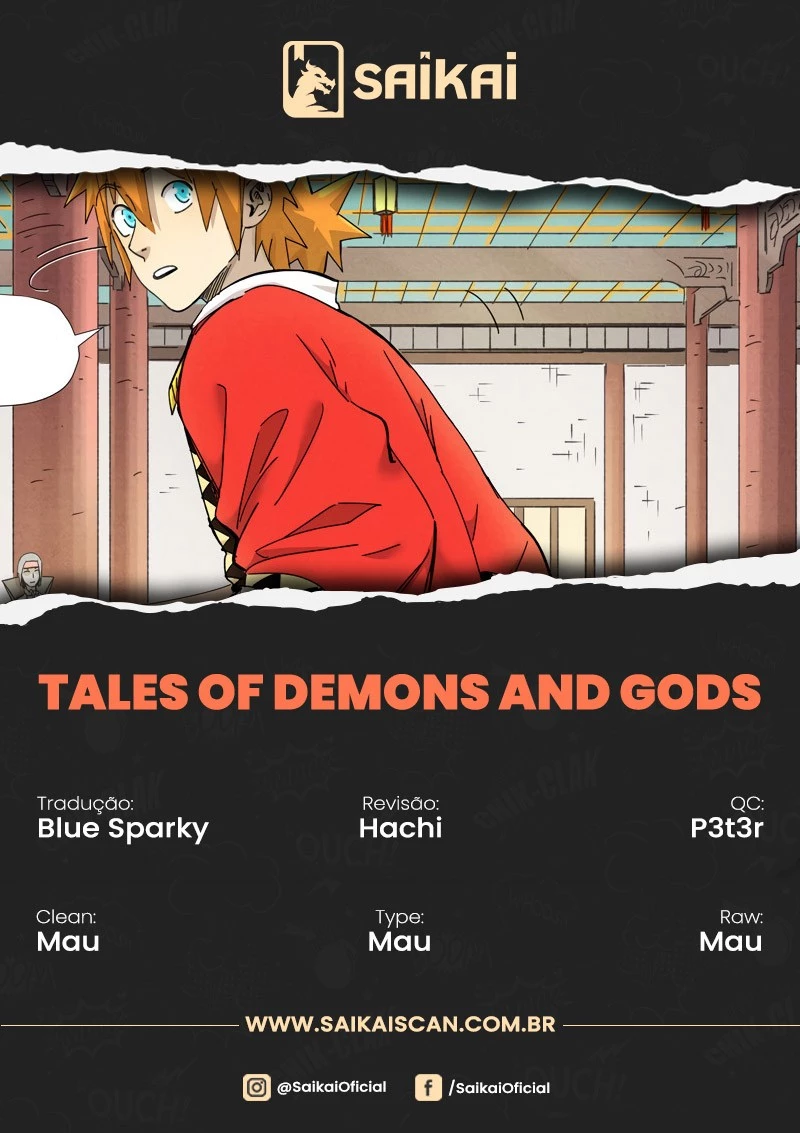 SAIKAI
TALES OF DEMONS AND GODS
Tradução:
Blue Sparky
Revisão:
Hachi
QC:
P3t3r
Clean:
Mau
Type:
Mau
Raw:
Mau
WWW.SAIKAISCAN.COM.BR
@SaikaiOficial
/SaikaiOficial